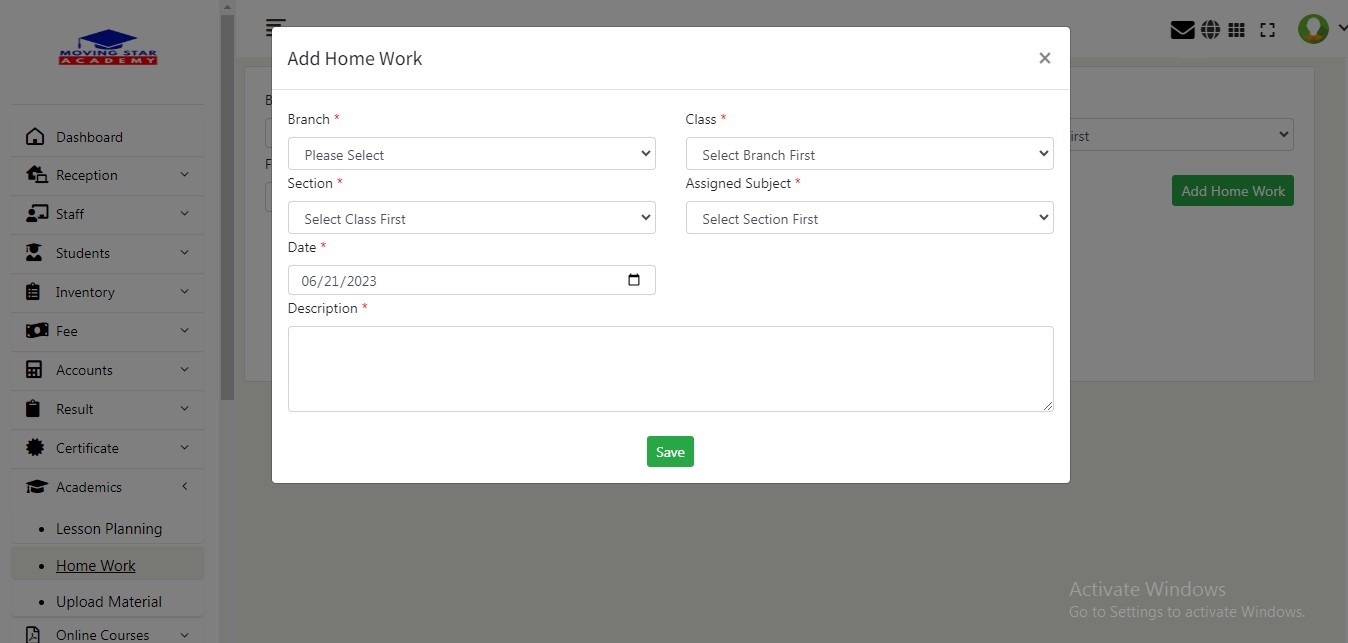 MOVING STAR
ACADEMY
Dashboard
Reception
Staff
Students
Inventory
Fee
Accounts
Result
Certificate
Academics
Lesson Planning
Home Work
Upload Material
Online Courses
Add Home Work
×
Branch *
Class *
Please Select
Select Branch First
Section *
Assigned Subject *
Select Class First
Select Section First
Date *
06/21/2023
Description *
Save
B
irst
F
Add Home Work
Activate Windows
Go to Settings to activate Windows.